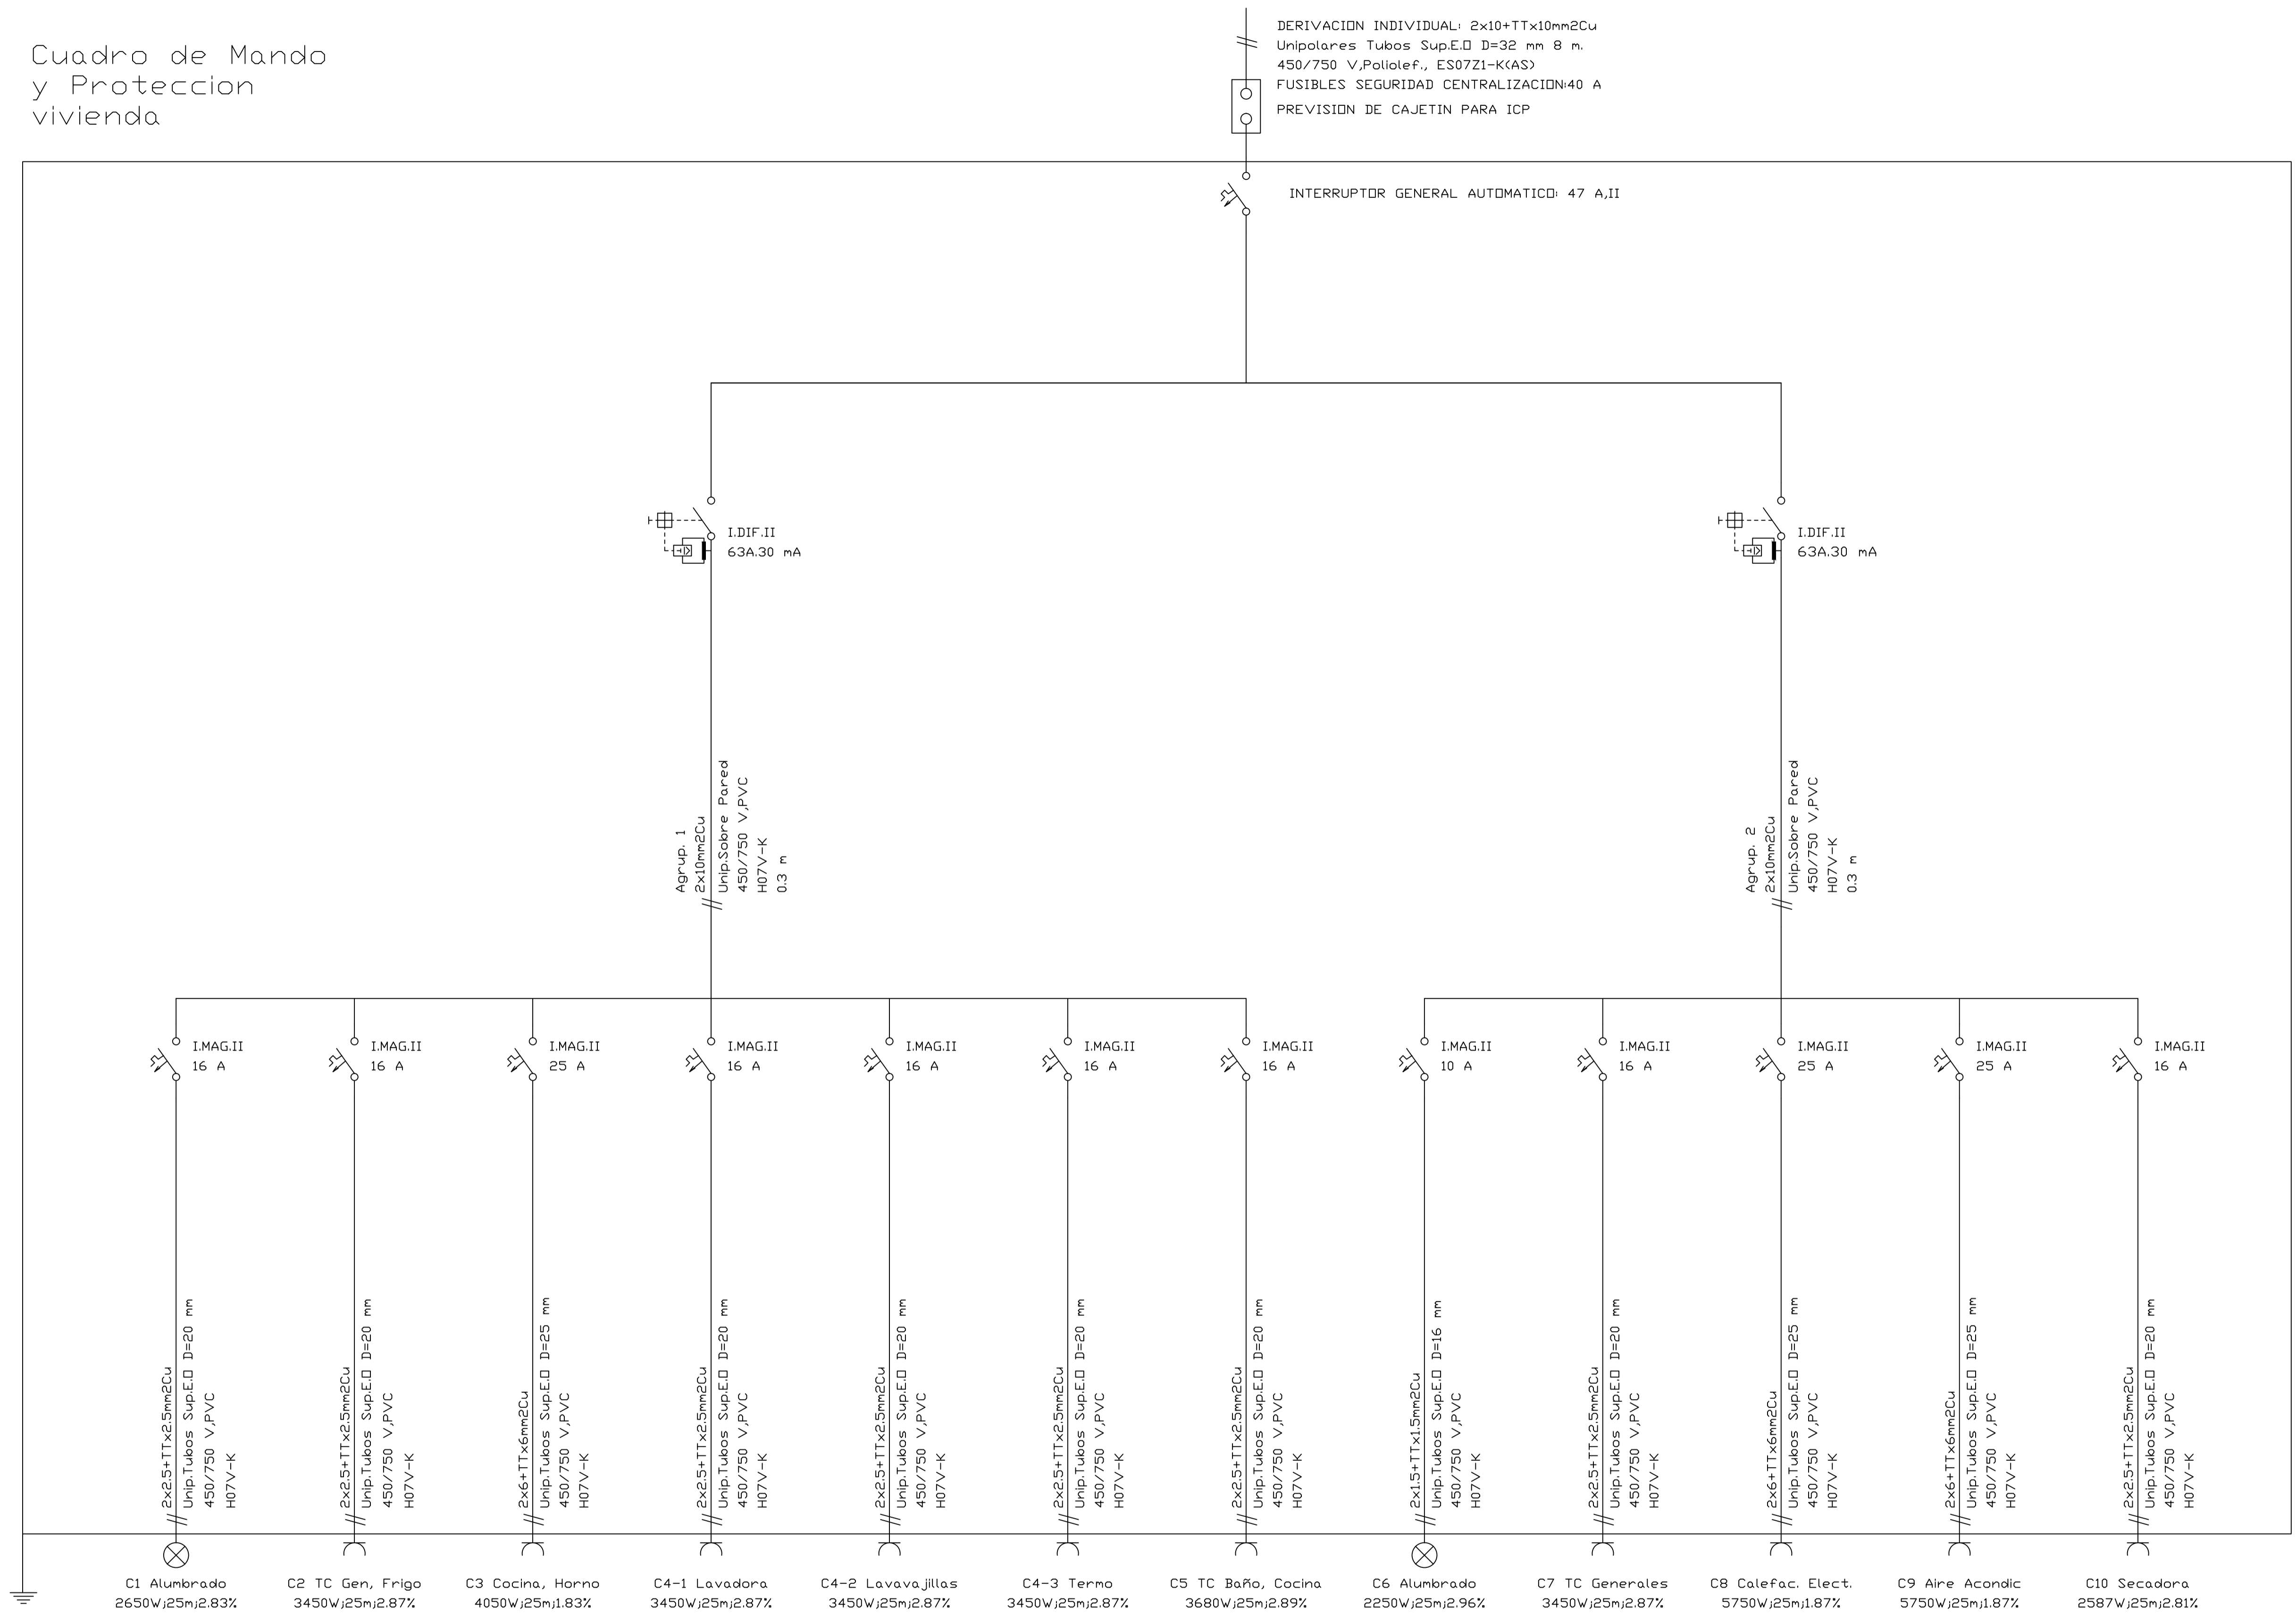 Cuadro de Mando
y Proteccion
vivienda
DERIVACION INDIVIDUAL: 2x10+TTx10mm2Cu
Unipolares Tubos Sup.E.O D=32 mm 8 m.
450/750 V,Poliolef., ES07Z1-K(AS)
FUSIBLES SEGURIDAD CENTRALIZACION:40 A
PREVISION DE CAJETIN PARA ICP
INTERRUPTOR GENERAL AUTOMATICO: 47 A,II
I.DIF.II
63A.30 mA
I.DIF.II
63A.30 mA
Agrup. 1
2x10mm2Cu
Unip.Sobre Pared
450/750 V,PVC
H07V-K
0.3 m
Agrup. 2
2x10mm2Cu
Unip.Sobre Pared
450/750 V,PVC
H07V-K
0.3 m
I.MAG.II
16 A
I.MAG.II
16 A
I.MAG.II
25 A
I.MAG.II
16 A
I.MAG.II
16 A
I.MAG.II
16 A
I.MAG.II
16 A
I.MAG.II
10 A
I.MAG.II
16 A
I.MAG.II
25 A
I.MAG.II
25 A
I.MAG.II
16 A
2x2.5+TTx2.5mm2Cu
Unip.Tubos Sup.E.O D=20 mm
450/750 V,PVC
H07V-K
2x2.5+TTx2.5mm2Cu
Unip.Tubos Sup.E.O D=20 mm
450/750 V,PVC
H07V-K
2x6+TTx6mm2Cu
Unip.Tubos Sup.E.O D=25 mm
450/750 V,PVC
H07V-K
2x2.5+TTx2.5mm2Cu
Unip.Tubos Sup.E.O D=20 mm
450/750 V,PVC
H07V-K
2x2.5+TTx2.5mm2Cu
Unip.Tubos Sup.E.O D=20 mm
450/750 V,PVC
H07V-K
2x2.5+TTx2.5mm2Cu
Unip.Tubos Sup.E.O D=20 mm
450/750 V,PVC
H07V-K
2x2.5+TTx2.5mm2Cu
Unip.Tubos Sup.E.O D=20 mm
450/750 V,PVC
H07V-K
2x1.5+TTx1.5mm2Cu
Unip.Tubos Sup.E.O D=16 mm
450/750 V,PVC
H07V-K
2x2.5+TTx2.5mm2Cu
Unip.Tubos Sup.E.O D=20 mm
450/750 V,PVC
H07V-K
2x6+TTx6mm2Cu
Unip.Tubos Sup.E.O D=25 mm
450/750 V,PVC
H07V-K
2x6+TTx6mm2Cu
Unip.Tubos Sup.E.O D=25 mm
450/750 V,PVC
H07V-K
2x2.5+TTx2.5mm2Cu
Unip.Tubos Sup.E.O D=20 mm
450/750 V,PVC
H07V-K
C1 Alumbrado
2650W;25m;2.83%
C2 TC Gen, Frigo
3450W;25m;2.87%
C3 Cocina, Horno
4050W;25m;1.83%
C4-1 Lavadora
3450W;25m;2.87%
C4-2 Lavavajillas
3450W;25m;2.87%
C4-3 Termo
3450W;25m;2.87%
C5 TC Baño, Cocina
3680W;25m;2.89%
C6 Alumbrado
2250W;25m;2.96%
C7 TC Generales
3450W;25m;2.87%
C8 Calefac. Elect.
5750W;25m;1.87%
C9 Aire Acondic
5750W;25m;1.87%
C10 Secadora
2587W;25m;2.81%